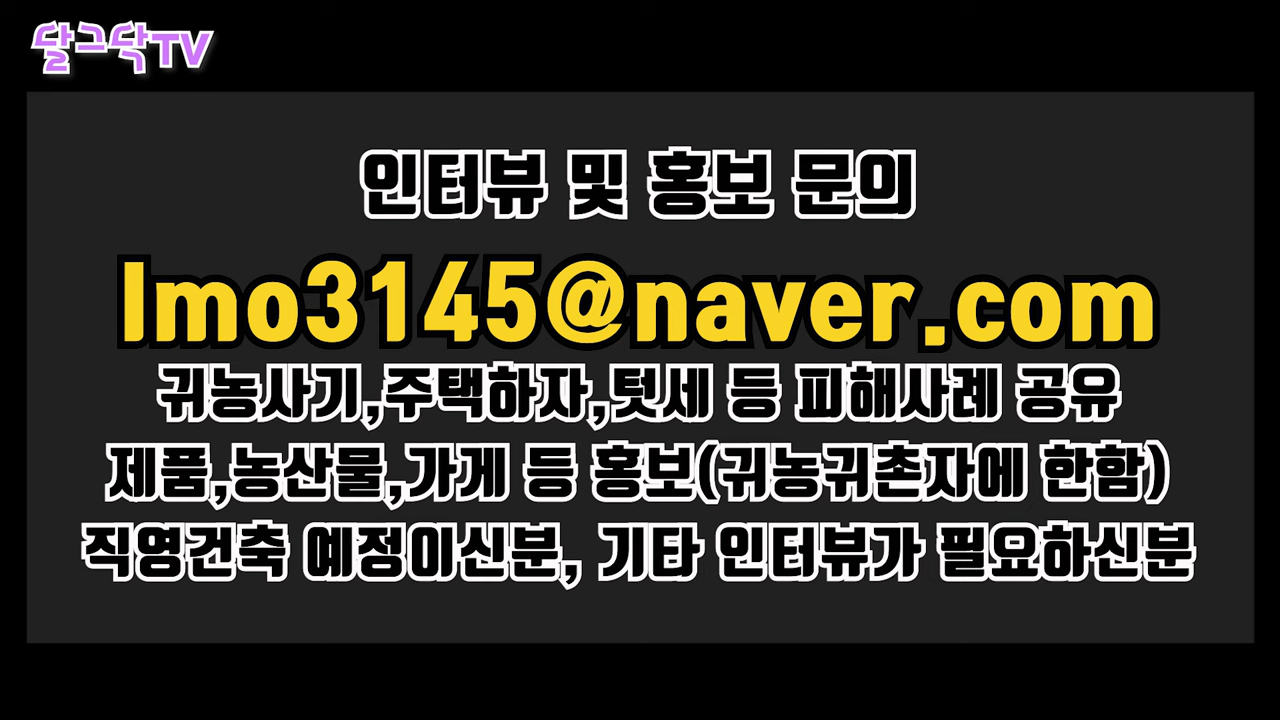 달그닥TV
인터뷰 및 홍보 문의
lmo3145@naver.com
귀농사기,주택하자,텃세 등 피해사례 공유
제품,농산물,가게 등 홍보(귀농귀촌자에 한함)
직영건축 예정이신분, 기타 인터뷰가 필요하신분